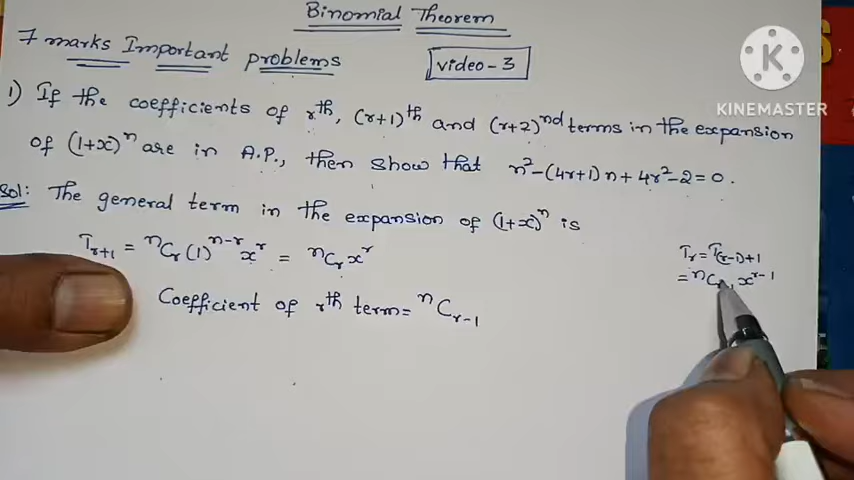 Binomial Theorem
7 marks Important problems
video-3
KINEMASTER
1) If the coefficients of rth, (r+1)th and (r+2)nd terms in the expansion
of (1+x)^n are in A.P., then show that n²-(4r+1)n+4r²-2=0.
Sol: The general term in the expansion of (1+x)^n is
T_{r+1} = nCr (1)^{n-r} x^r = nCr x^r
T_r = T_{(r-1)+1}
= nC_{r-1} x^{r-1}
Coefficient of rth term = nC_{r-1}